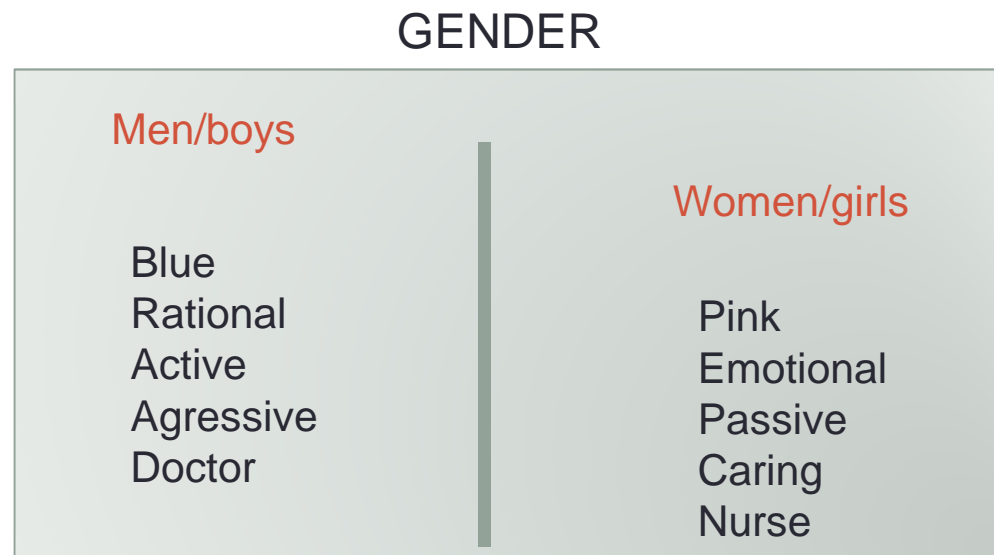 GENDER
Men/boys
Blue
Rational
Active
Agressive
Doctor
Women/girls
Pink
Emotional
Passive
Caring
Nurse